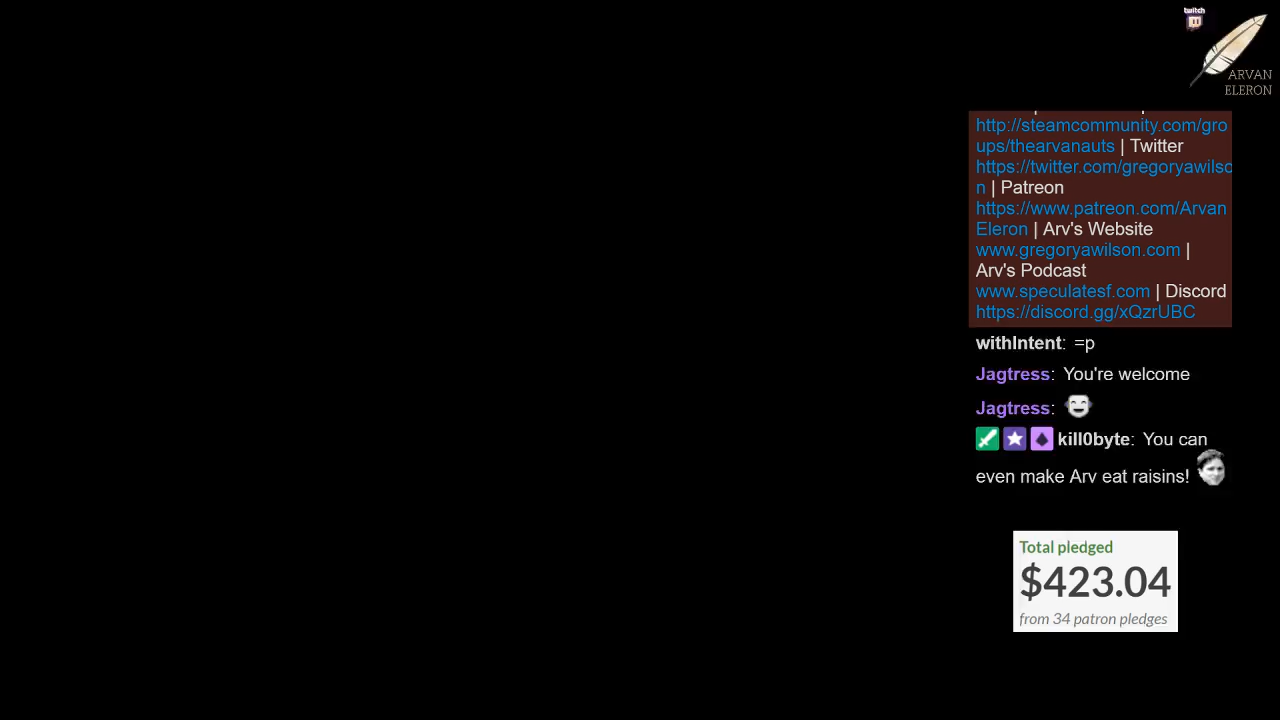 twitch
ARVAN
ELERON
http://steamcommunity.com/gro
ups/thearvanauts | Twitter
https://twitter.com/gregoryawilso
n | Patreon
https://www.patreon.com/Arvan
Eleron | Arv's Website
www.gregoryawilson.com |
Arv's Podcast
www.speculatesf.com | Discord
https://discord.gg/xQzrUBC
withIntent: =p
Jagtress: You're welcome
Jagtress:
kill0byte: You can
even make Arv eat raisins!
Total pledged
$423.04
from 34 patron pledges